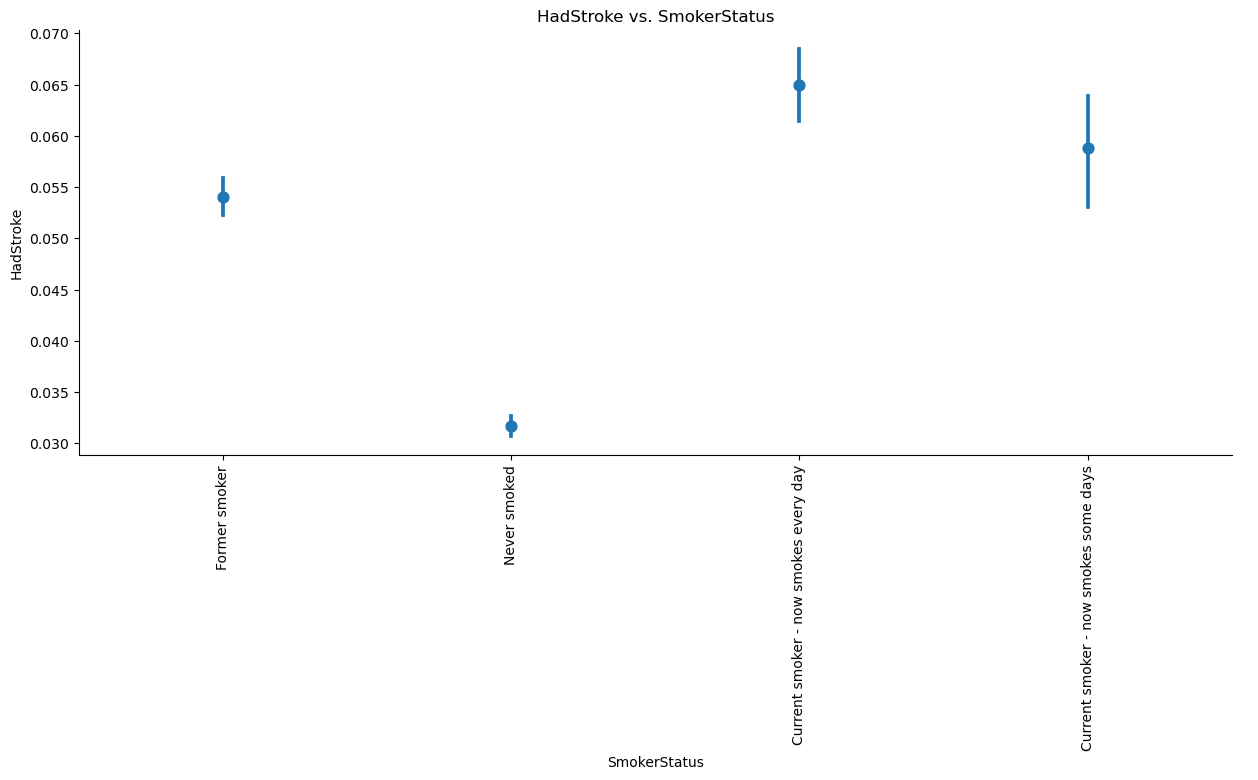 HadStroke vs. SmokerStatus
0.070
0.065
0.060
0.055
0.050
0.045
0.040
0.035
0.030
HadStroke
Former smoker
Never smoked
Current smoker - now smokes every day
Current smoker - now smokes some days
SmokerStatus